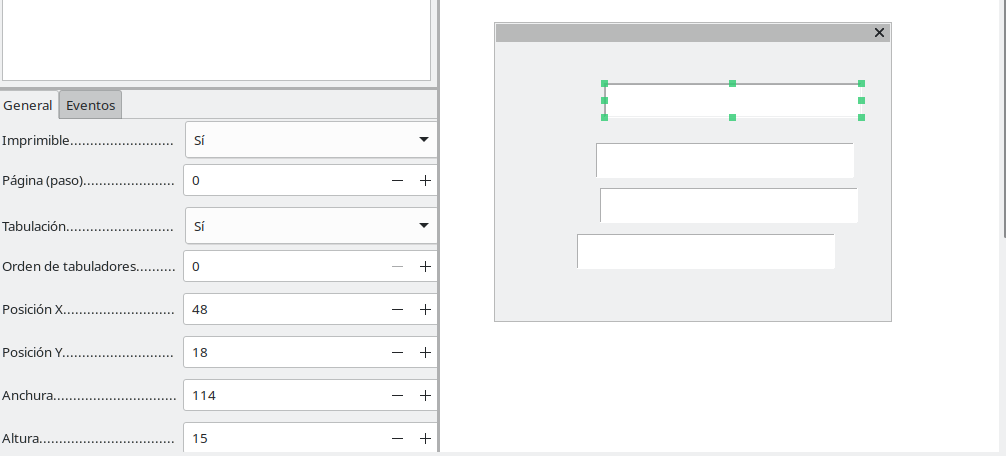 General Eventos
Imprimible.......................... Sí
Página (paso)....................... 0
Tabulación.......................... Sí
Orden de tabuladores.......... 0
Posición X........................... 48
Posición Y........................... 18
Anchura.............................. 114
Altura................................. 15